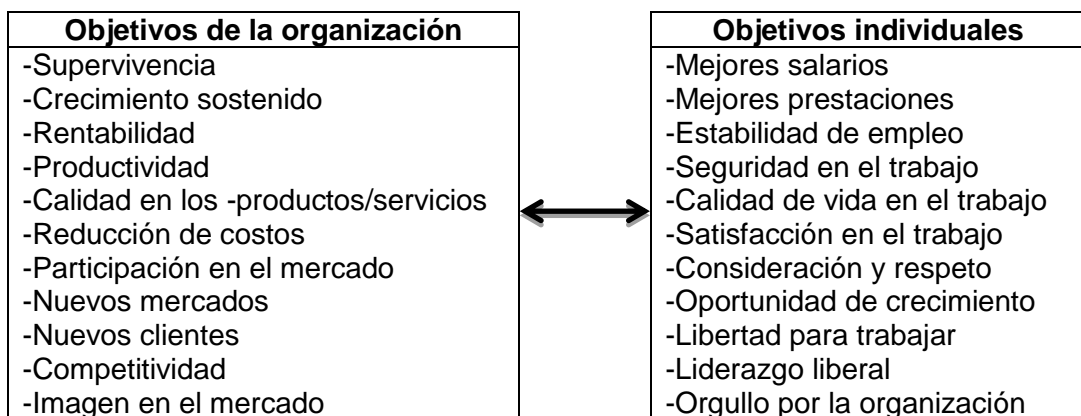 Objetivos de la organización
-Supervivencia
-Crecimiento sostenido
-Rentabilidad
-Productividad
-Calidad en los -productos/servicios
-Reducción de costos
-Participación en el mercado
-Nuevos mercados
-Nuevos clientes
-Competitividad
-Imagen en el mercado
Objetivos individuales
-Mejores salarios
-Mejores prestaciones
-Estabilidad de empleo
-Seguridad en el trabajo
-Calidad de vida en el trabajo
-Satisfacción en el trabajo
-Consideración y respeto
-Oportunidad de crecimiento
-Libertad para trabajar
-Liderazgo liberal
-Orgullo por la organización